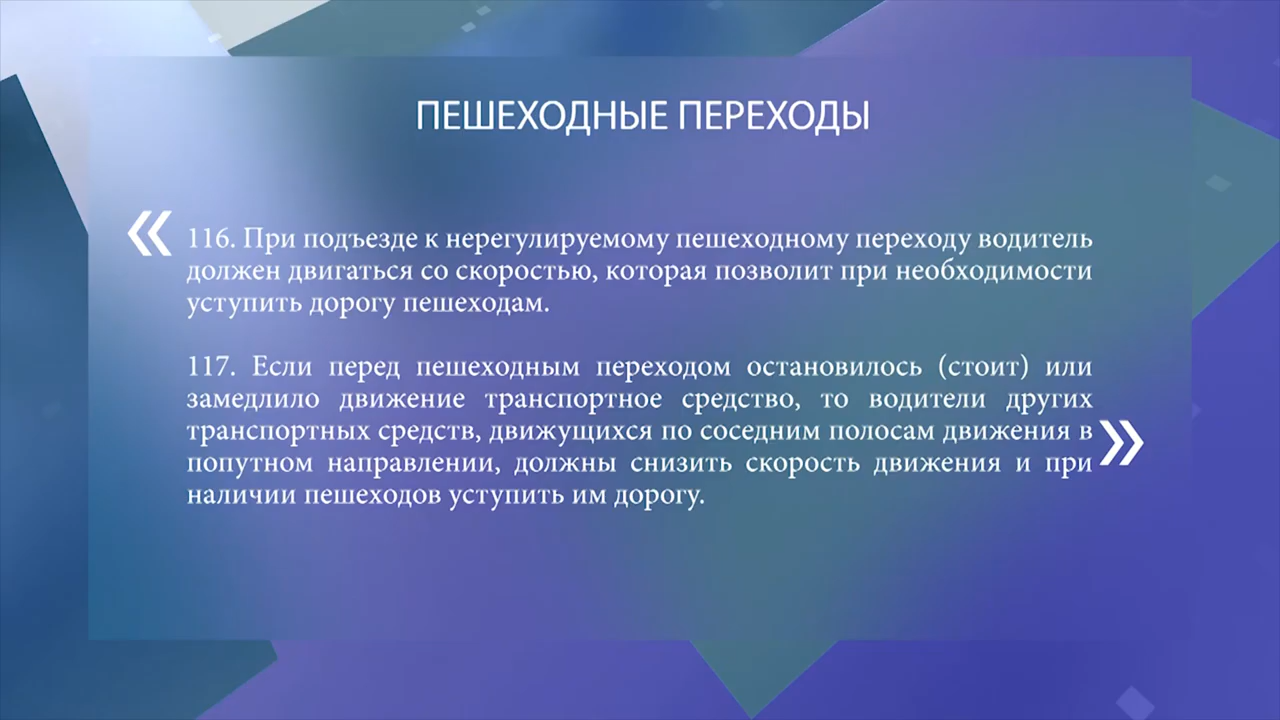 ПЕШЕХОДНЫЕ ПЕРЕХОДЫ
« 116. При подъезде к нерегулируемому пешеходному переходу водитель
должен двигаться со скоростью, которая позволит при необходимости
уступить дорогу пешеходам.
117. Если перед пешеходным переходом остановилось (стоит) или
замедлило движение транспортное средство, то водители других
транспортных средств, движущихся по соседним полосам движения в
попутном направлении, должны снизить скорость движения и при »
наличии пешеходов уступить им дорогу.